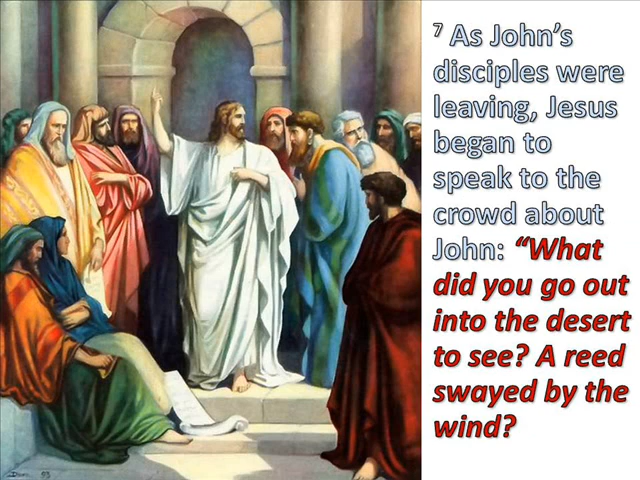 7 As John’s
disciples were
leaving, Jesus
began to
speak to the
crowd about
John: “What
did you go out
into the desert
to see? A reed
swayed by the
wind?